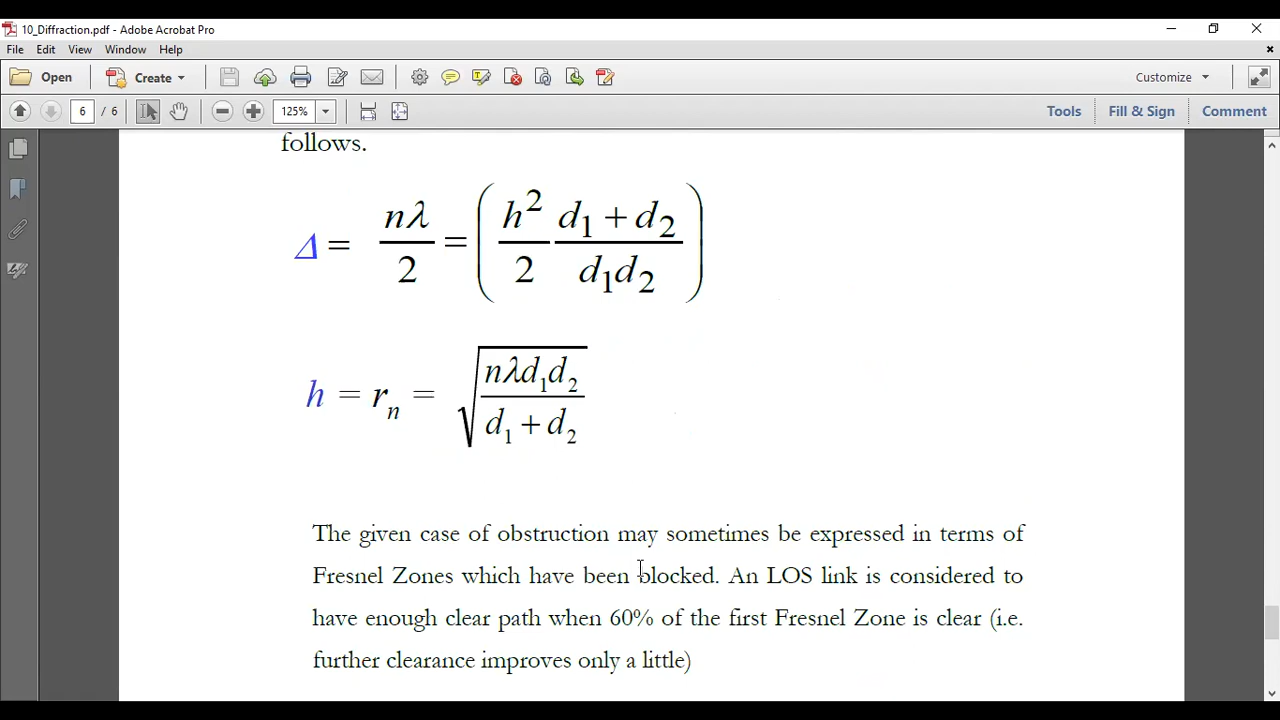 10_Diffraction.pdf - Adobe Acrobat Pro
File Edit View Window Help
Open Create Customize
6 / 6 125% Tools Fill & Sign Comment
follows.
Δ = nλ/2 = (h²/2 (d₁ + d₂)/(d₁d₂))
h = rₙ = √(nλd₁d₂/(d₁ + d₂))
The given case of obstruction may sometimes be expressed in terms of
Fresnel Zones which have been blocked. An LOS link is considered to
have enough clear path when 60% of the first Fresnel Zone is clear (i.e.
further clearance improves only a little)